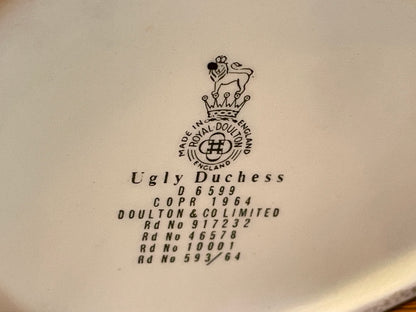 MADE IN ENGLAND
ROYAL DOULTON
ENGLAND
Ugly Duchess
D 6599
COPR 1964
DOULTON & CO LIMITED
Rd No 917232
Rd No 46578
Rd No 10001
Rd No 593/64